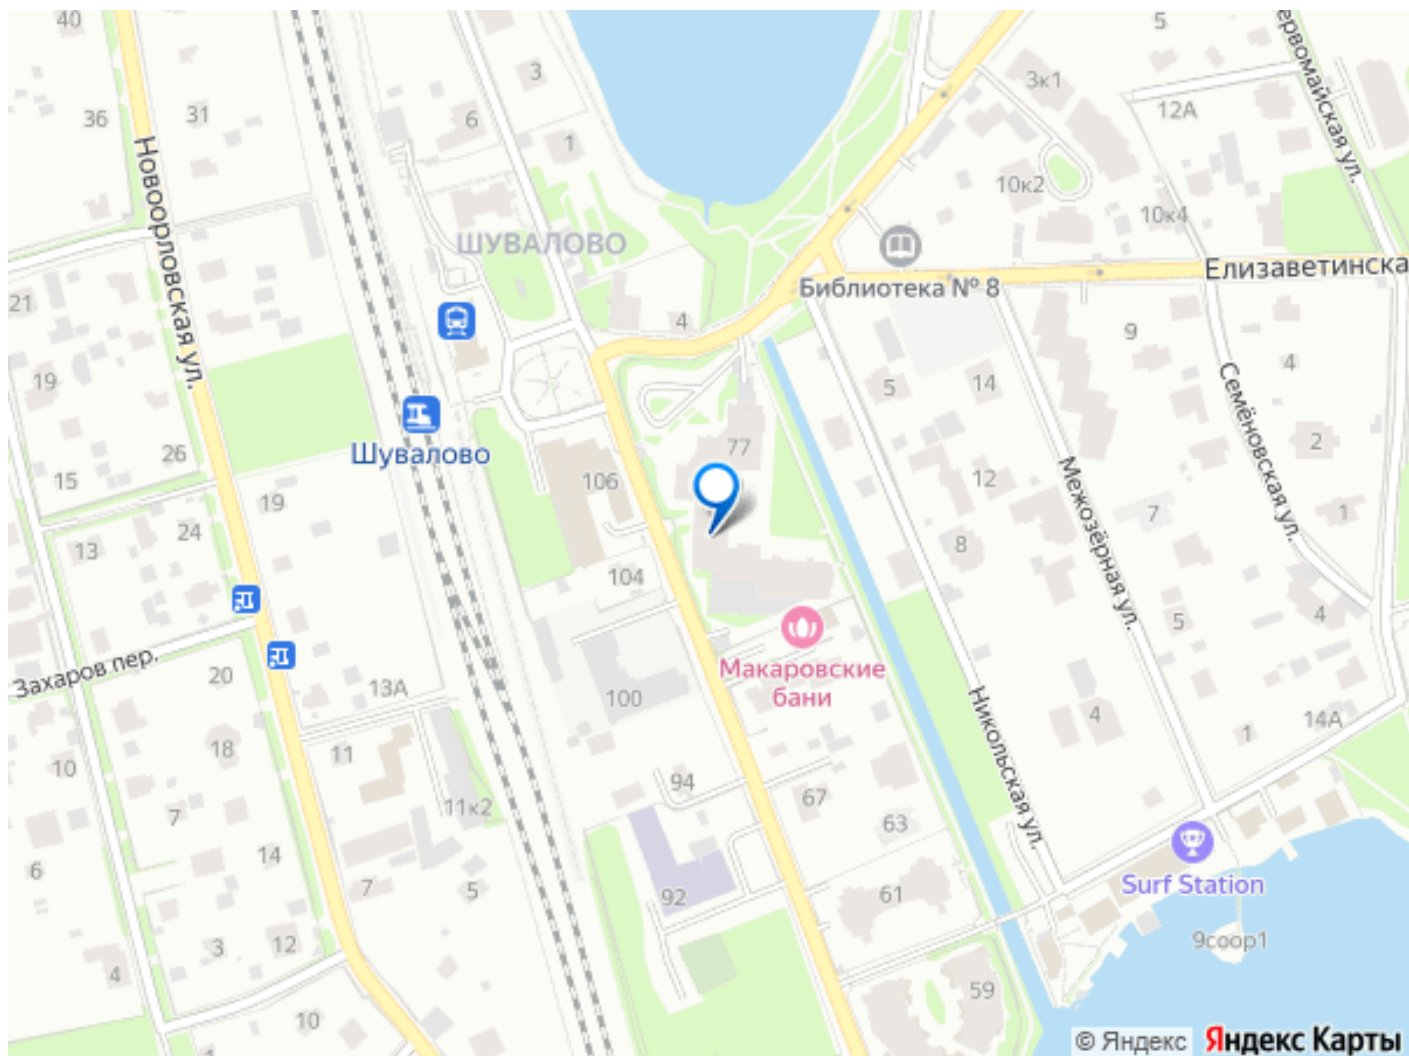 40
5
ервомайская ул.
3
3к1
36
31
6
12А
1
Новоорловская ул.
10к2
10к4
ШУВАЛОВО
Елизаветинска
21
Библиотека № 8
4
9
19
5
14
4
Семёновская ул.
Шувалово
77
2
26
15
106
12
Межозёрная ул.
19
7
1
24
13
8
104
5
4
Захаров пер.
20
13А
Макаровские
бани
100
Никольская ул.
4
14А
1
18
11
10
94
67
7
11к2
63
Surf Station
14
6
7
5
92
61
9соор1
3
12
4
59
10
1
© Яндекс
Яндекс Карты